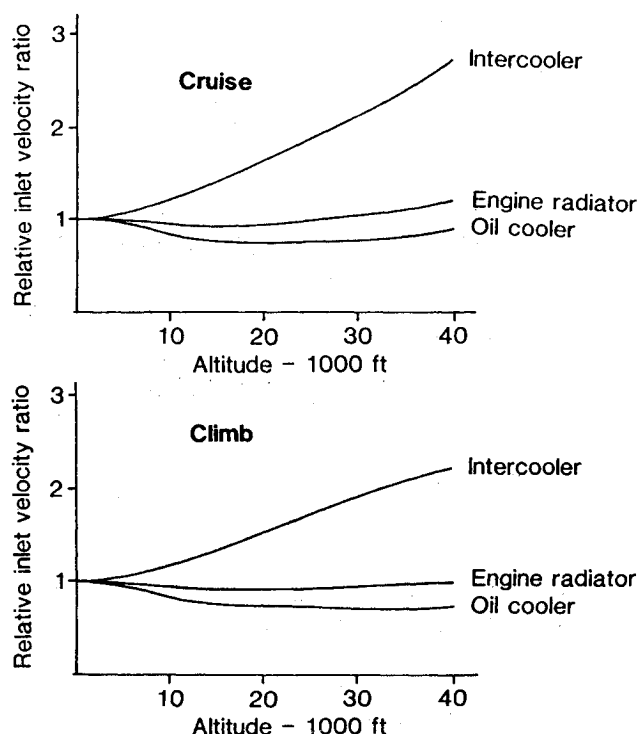 Relative inlet velocity ratio
3
2
1
Cruise
Intercooler
Engine radiator
Oil cooler
10 20 30 40
Altitude - 1000 ft
Relative inlet velocity ratio
3
2
1
Climb
Intercooler
Engine radiator
Oil cooler
10 20 30 40
Altitude - 1000 ft